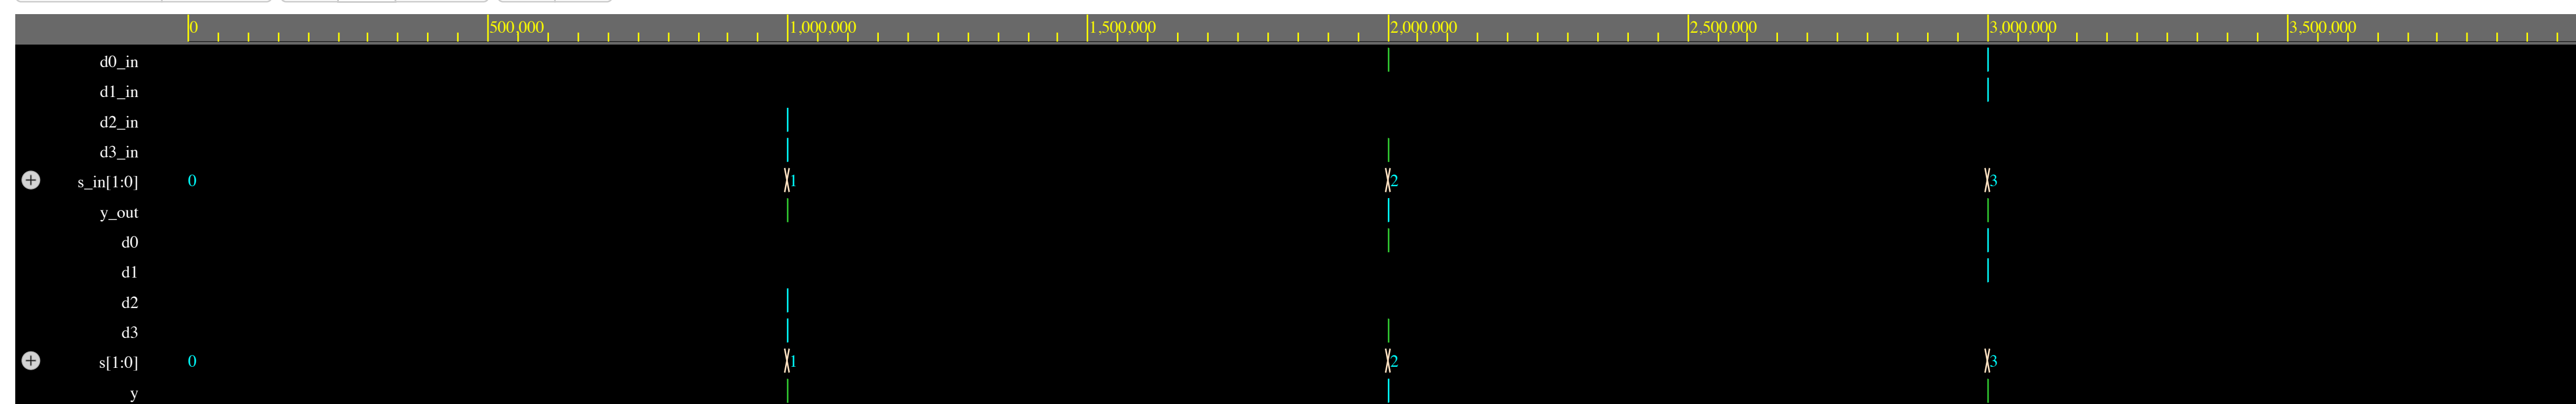 0 500,000 1,000,000 1,500,000 2,000,000 2,500,000 3,000,000 3,500,000
d0_in
d1_in
d2_in
d3_in
s_in[1:0] 0 1 2 3
y_out
d0
d1
d2
d3
s[1:0] 0 1 2 3
y